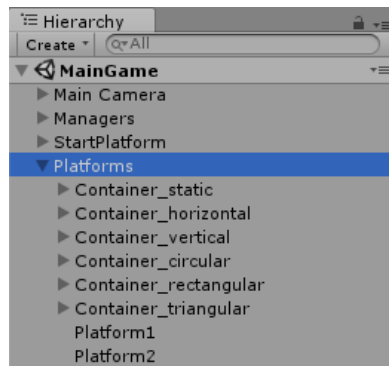 Hierarchy
Create All
MainGame
Main Camera
Managers
StartPlatform
Platforms
Container_static
Container_horizontal
Container_vertical
Container_circular
Container_rectangular
Container_triangular
Platform1
Platform2